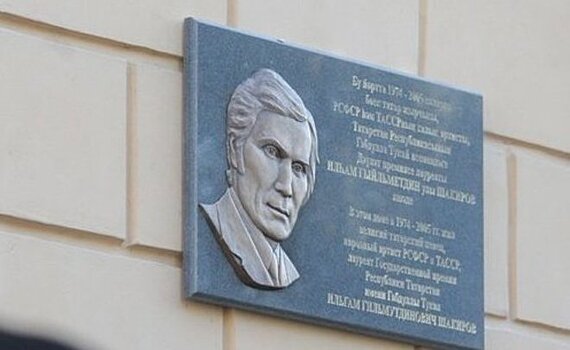 Бу йортта 1974 - 2005 елларда
бөек татар җырчысы,
РСФСР һәм ТАССРның халык артисты,
Татарстан Республикасының
Габдулла Тукай исемендәге
Дәүләт премиясе лауреаты
ИЛҺАМ ГЫЙЛЬМЕТДИН улы ШАКИРОВ
яшәде
В этом доме в 1974 - 2005 гг. жил
великий татарский певец,
народный артист РСФСР и ТАССР,
лауреат Государственной премии
Республики Татарстан
имени Габдуллы Тукая
ИЛЬГАМ ГИЛЬМУТДИНОВИЧ ШАКИРОВ